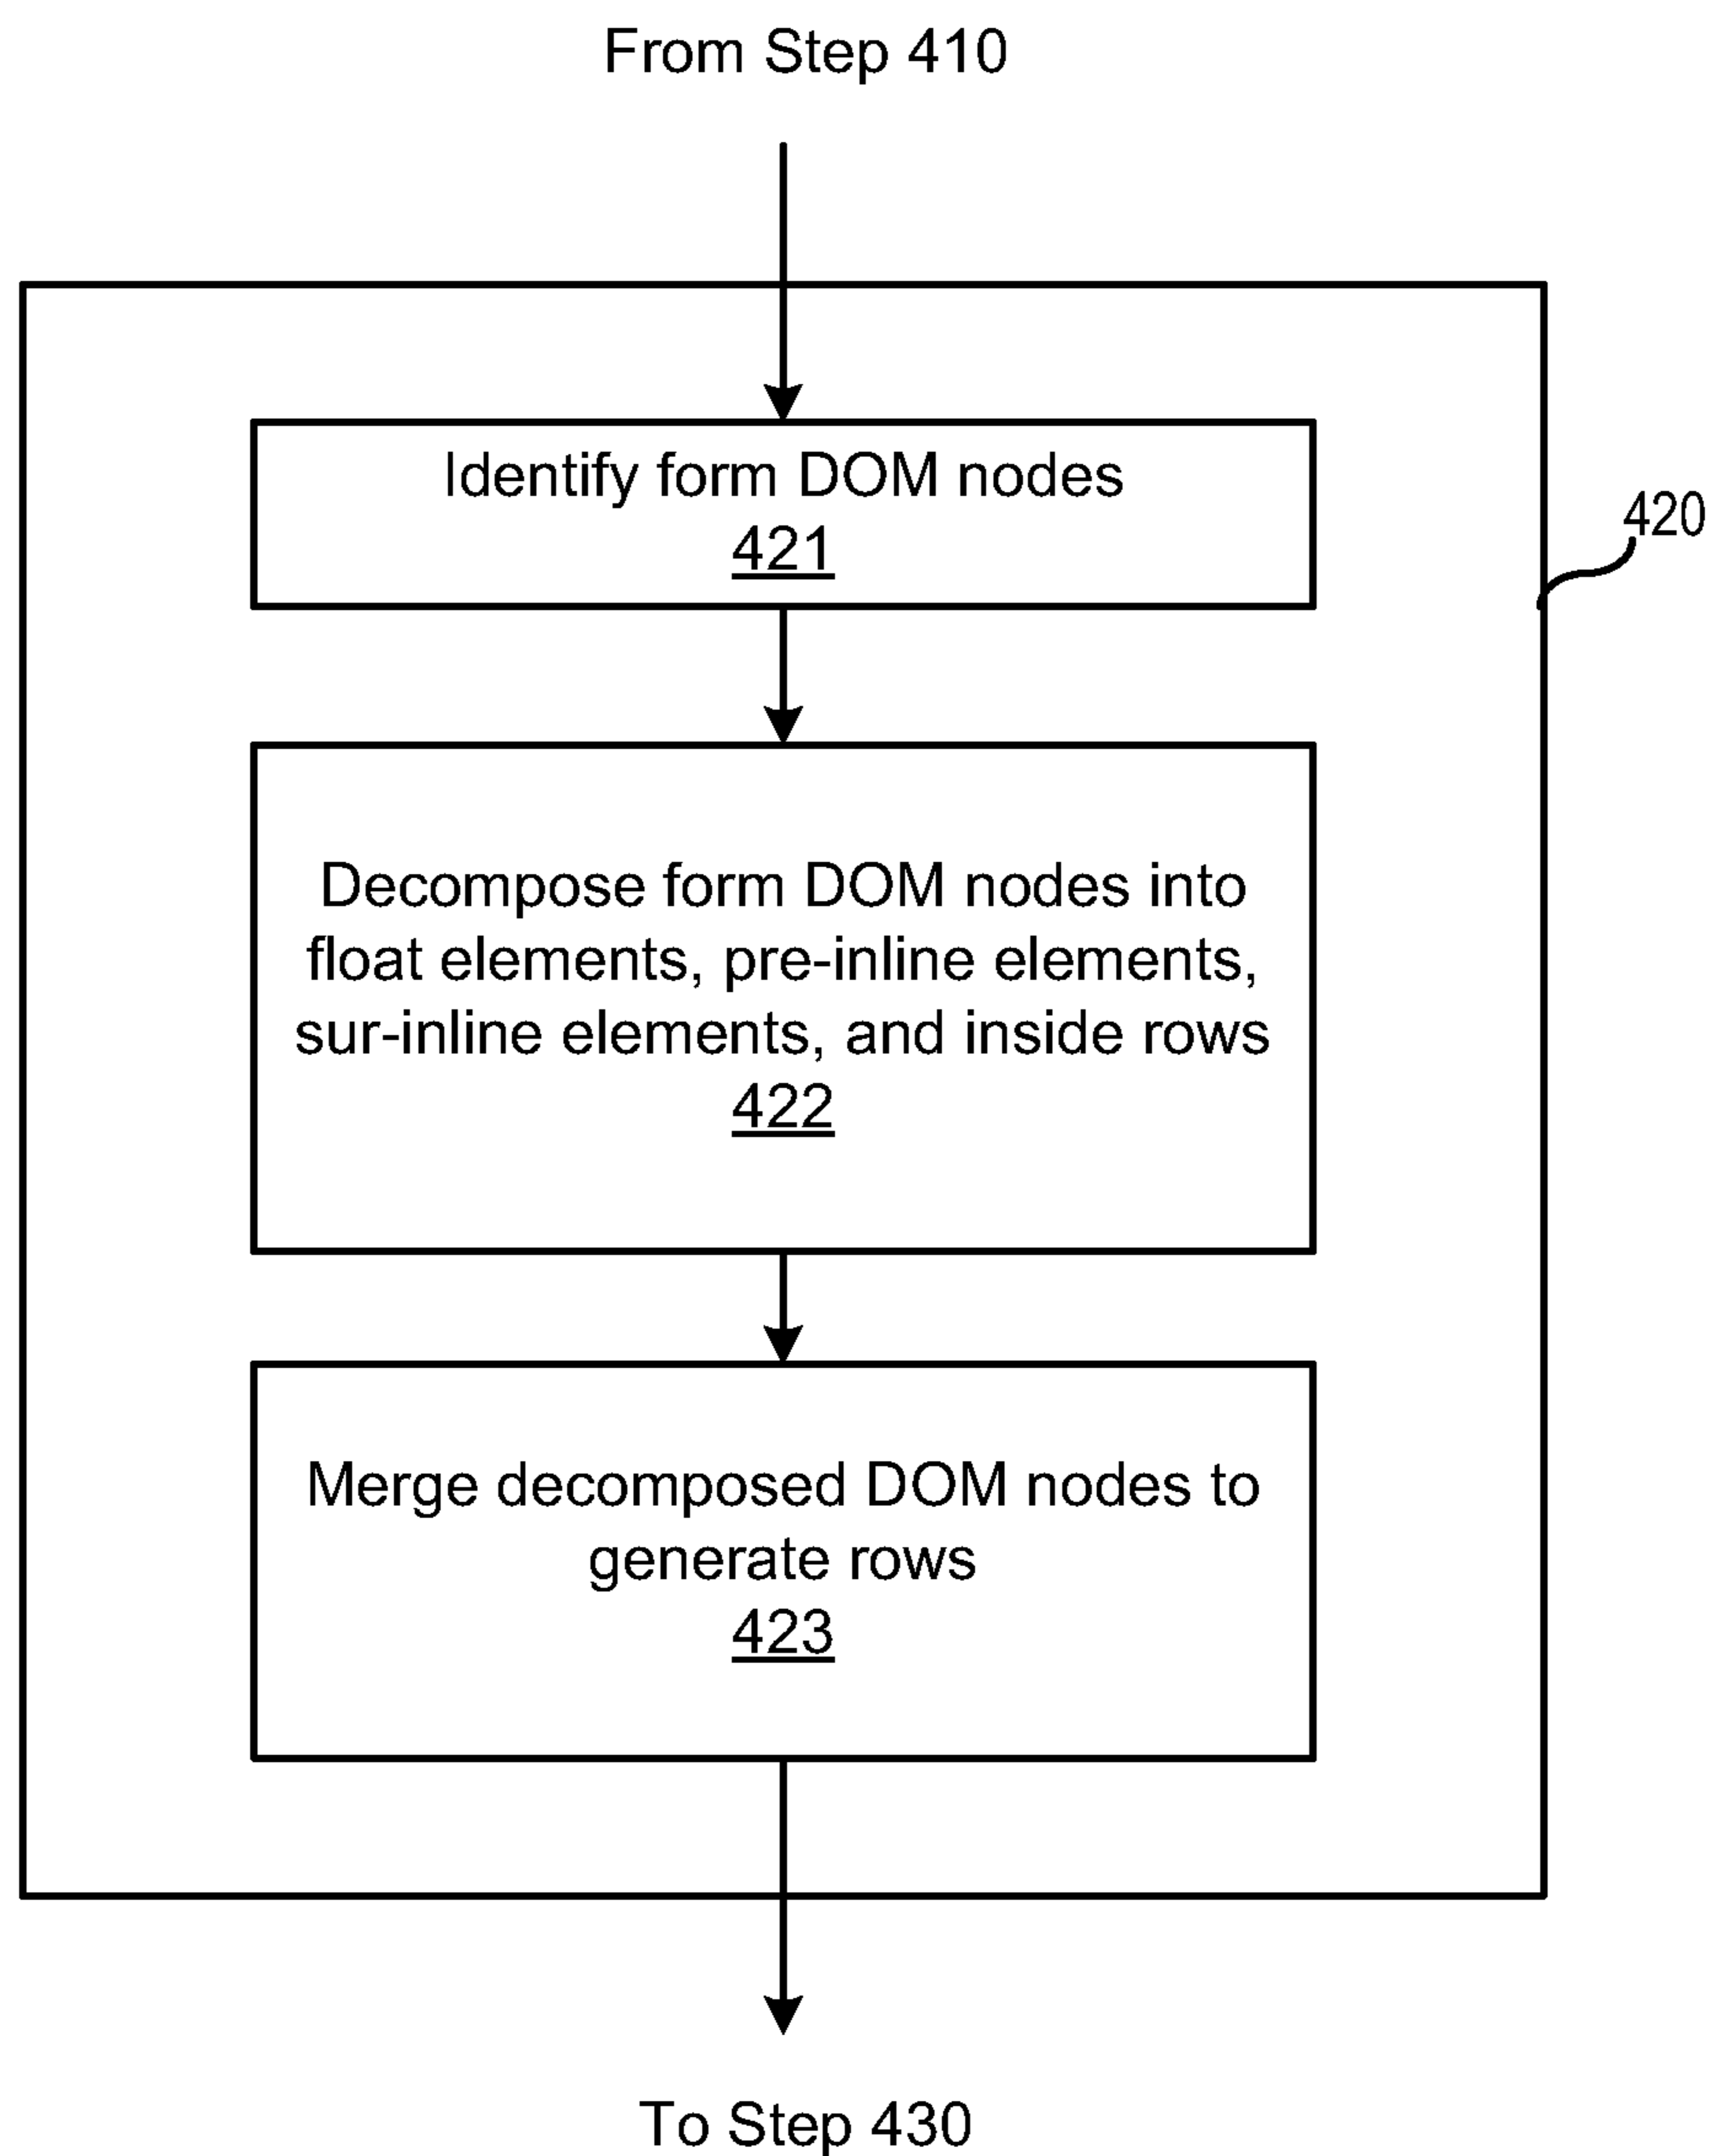 From Step 410
Identify form DOM nodes
421
420
Decompose form DOM nodes into
float elements, pre-inline elements,
sur-inline elements, and inside rows
422
Merge decomposed DOM nodes to
generate rows
423
To Step 430